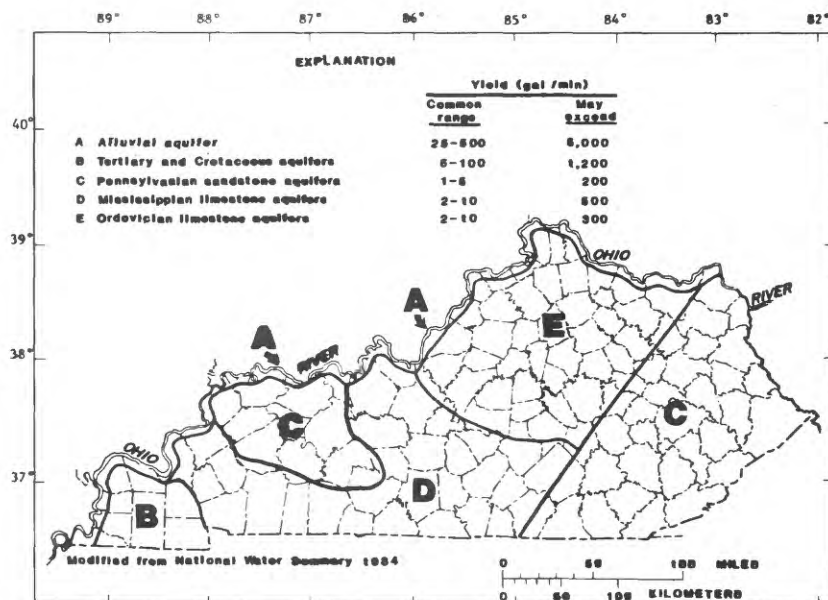 89° 88° 87° 86° 85° 84° 83° 82°
EXPLANATION
Yield (gal/min)
Common range May exceed
A Alluvial aquifer 25-500 5,000
B Tertiary and Cretaceous aquifers 5-100 1,200
C Pennsylvanian sandstone aquifers 1-5 200
D Mississippian limestone aquifers 2-10 500
E Ordovician limestone aquifers 2-10 300
40°
39°
38°
37°
OHIO
RIVER
A
E
A
RIVER
C
C
OHIO
D
B
Modified from National Water Summary 1984
0 50 100 MILES
0 50 100 KILOMETERS